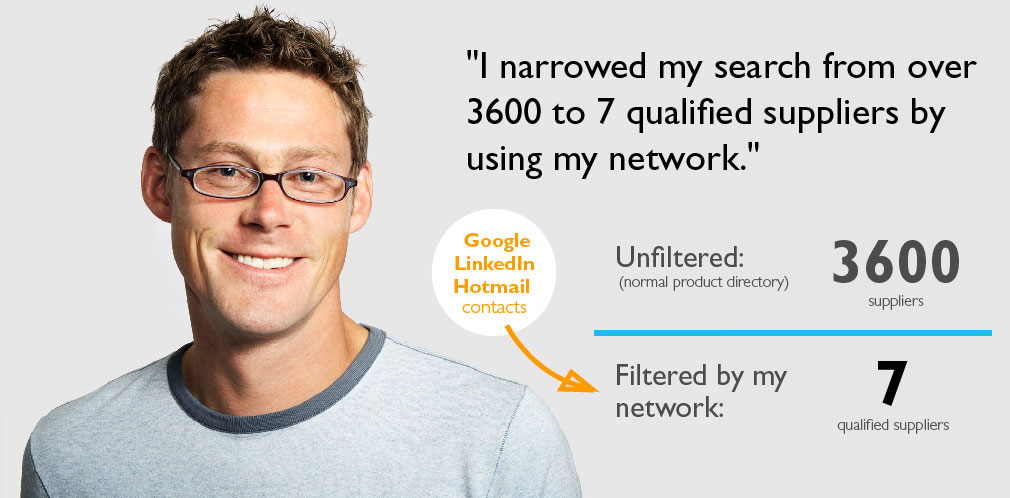 "I narrowed my search from over
3600 to 7 qualified suppliers by
using my network."
Google
LinkedIn
Hotmail
contacts
Unfiltered:
(normal product directory)
3600
suppliers
Filtered by my
network:
7
qualified suppliers